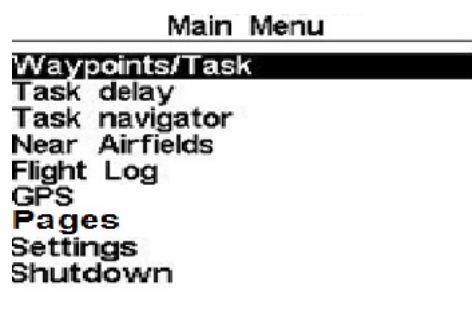 Main Menu
Waypoints/Task
Task delay
Task navigator
Near Airfields
Flight Log
GPS
Pages
Settings
Shutdown